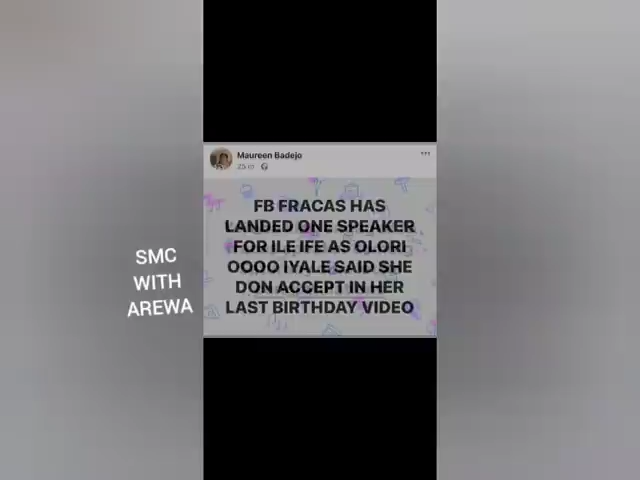 Maureen Badejo
25 m
FB FRACAS HAS
LANDED ONE SPEAKER
FOR ILE IFE AS OLORI
OOOO IYALE SAID SHE
DON ACCEPT IN HER
LAST BIRTHDAY VIDEO
SMC
WITH
AREWA